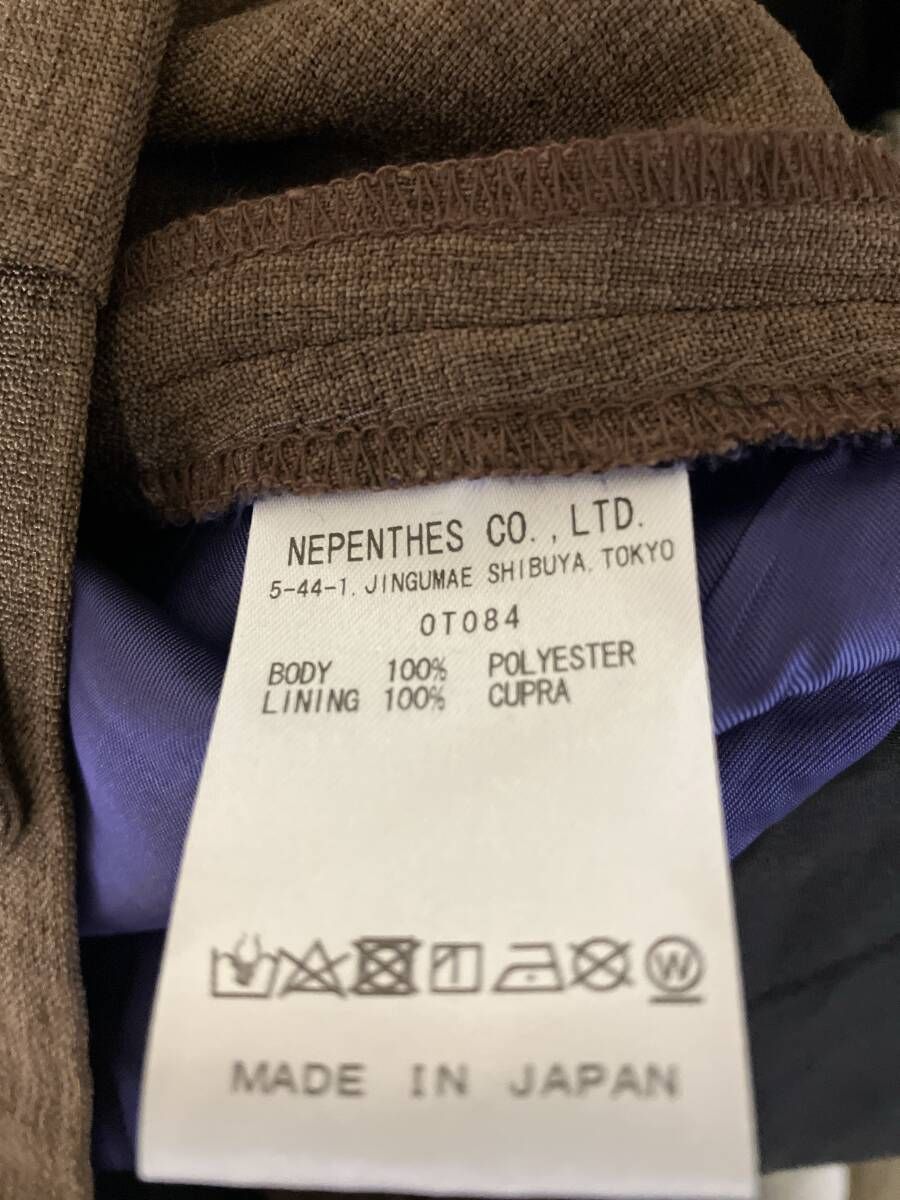 NEPENTHES CO., LTD.
5-44-1, JINGUMAE SHIBUYA, TOKYO
OT084
BODY 100% POLYESTER
LINING 100% CUPRA
W
MADE IN JAPAN